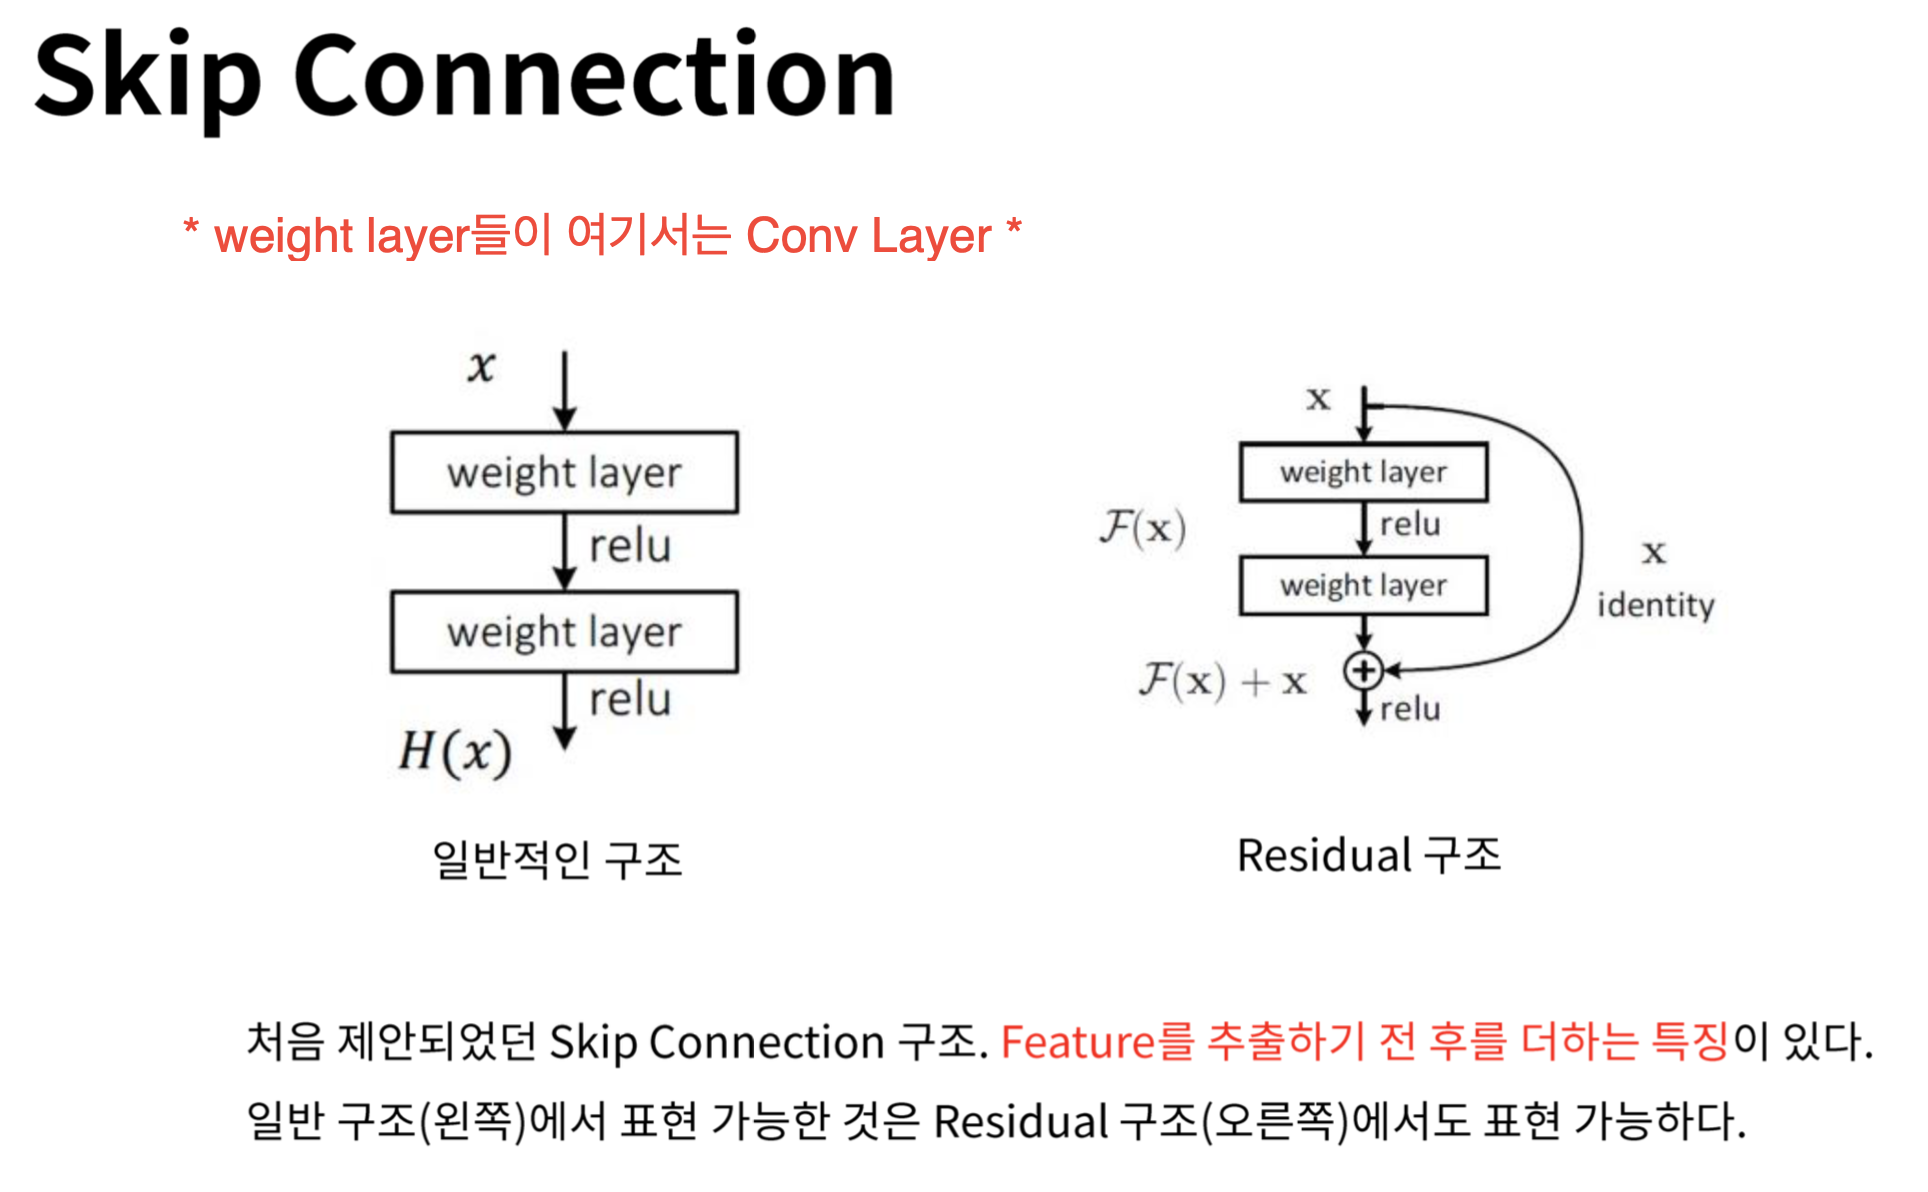 Skip Connection
* weight layer들이 여기서는 Conv Layer *
x
weight layer
relu
weight layer
relu
H(x)
일반적인 구조
x
weight layer
F(x)
relu
weight layer
x
identity
F(x) + x
relu
Residual 구조
처음 제안되었던 Skip Connection 구조. Feature를 추출하기 전 후를 더하는 특징이 있다.
일반 구조(왼쪽)에서 표현 가능한 것은 Residual 구조(오른쪽)에서도 표현 가능하다.